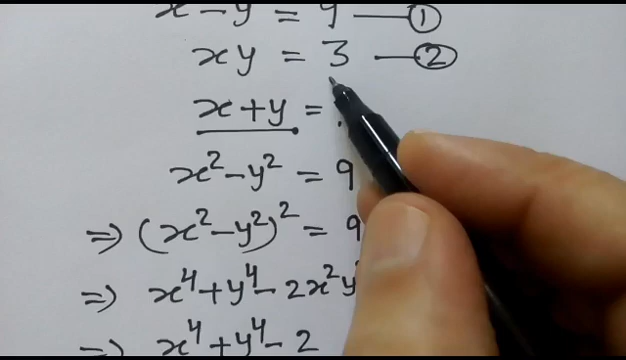 x - y = 9 — ①
xy = 3 — ②
x + y =
x² - y² = 9
⇒ (x² - y²)² = 9
⇒ x⁴ + y⁴ - 2x²y
⇒ x⁴ + y⁴ - 2